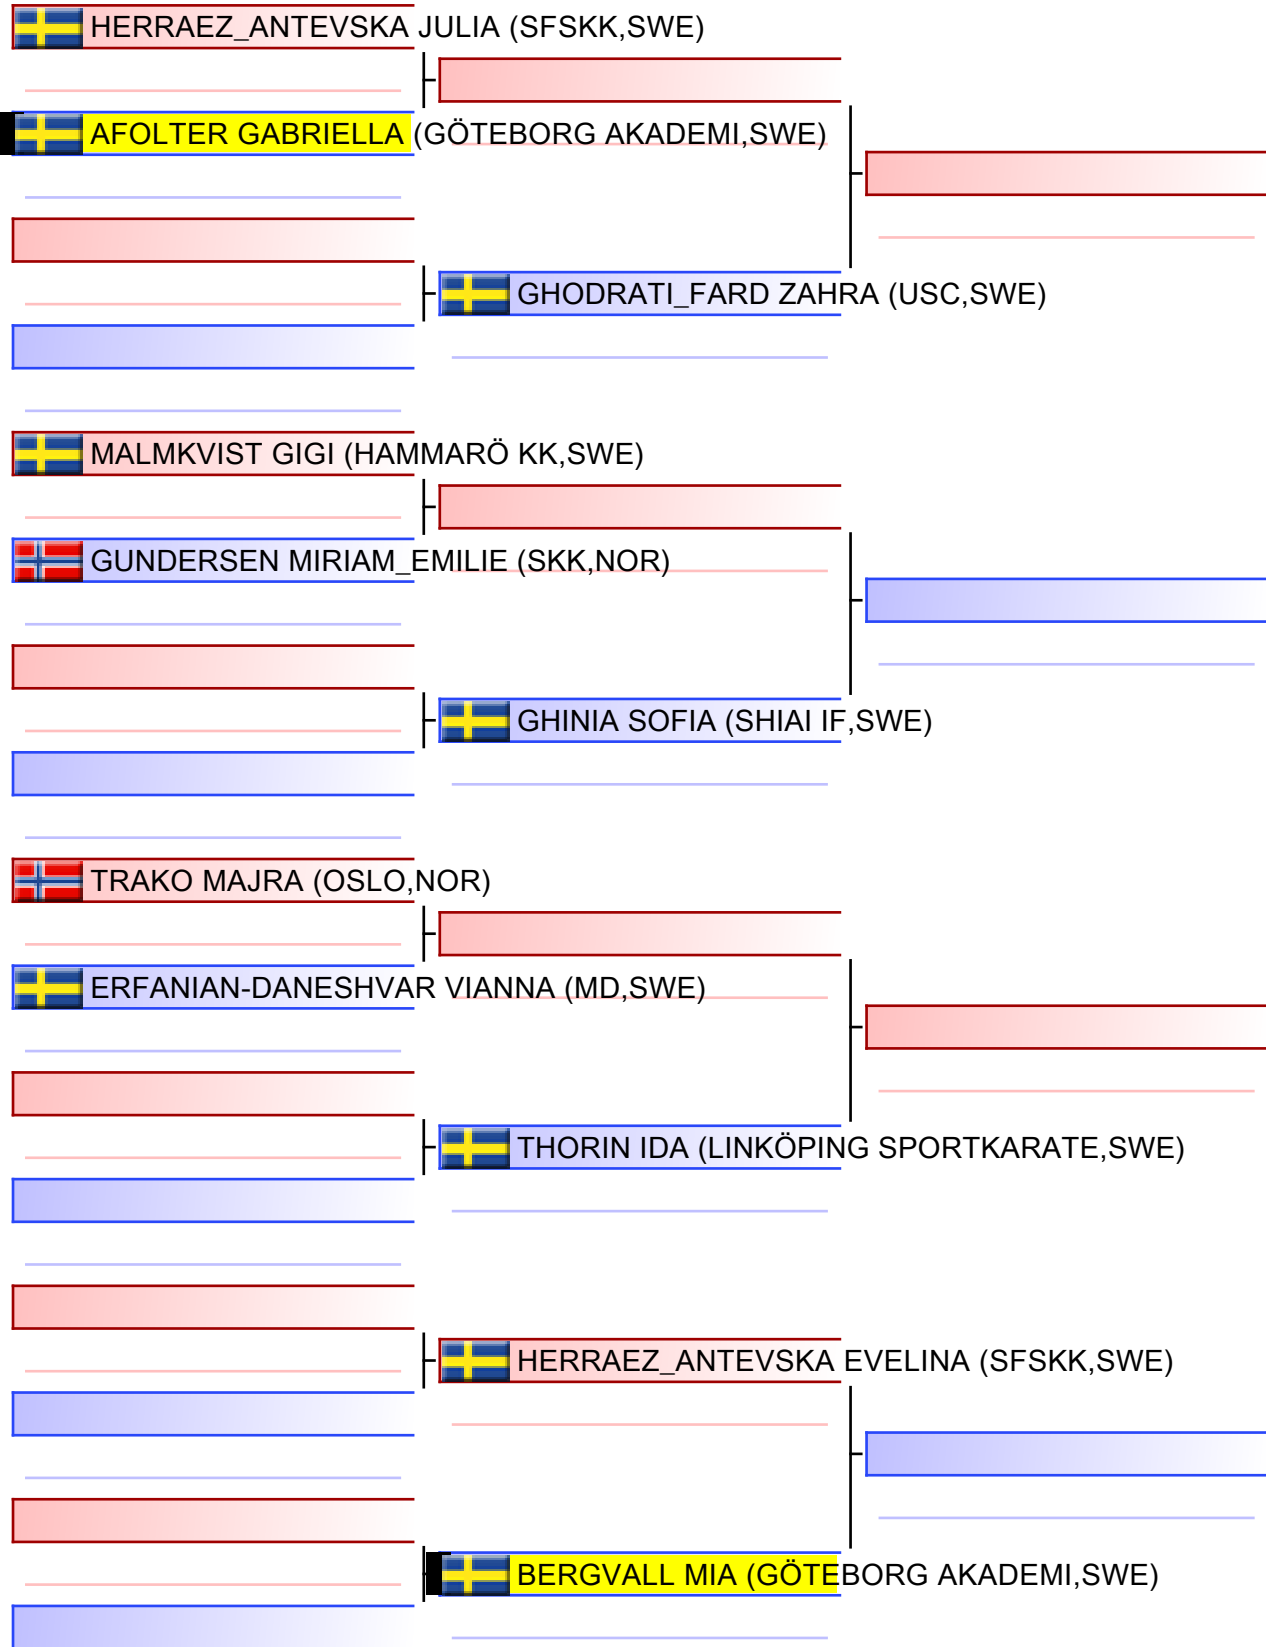 HERRAEZ_ANTEVSKA JULIA (SFSKK,SWE)
AFOLTER GABRIELLA (GÖTEBORG AKADEMI,SWE)
GHODRATI_FARD ZAHRA (USC,SWE)
MALMKVIST GIGI (HAMMARÖ KK,SWE)
GUNDERSEN MIRIAM_EMILIE (SKK,NOR)
GHINIA SOFIA (SHIAI IF,SWE)
TRAKO MAJRA (OSLO,NOR)
ERFANIAN-DANESHVAR VIANNA (MD,SWE)
THORIN IDA (LINKÖPING SPORTKARATE,SWE)
HERRAEZ_ANTEVSKA EVELINA (SFSKK,SWE)
BERGVALL MIA (GÖTEBORG AKADEMI,SWE)